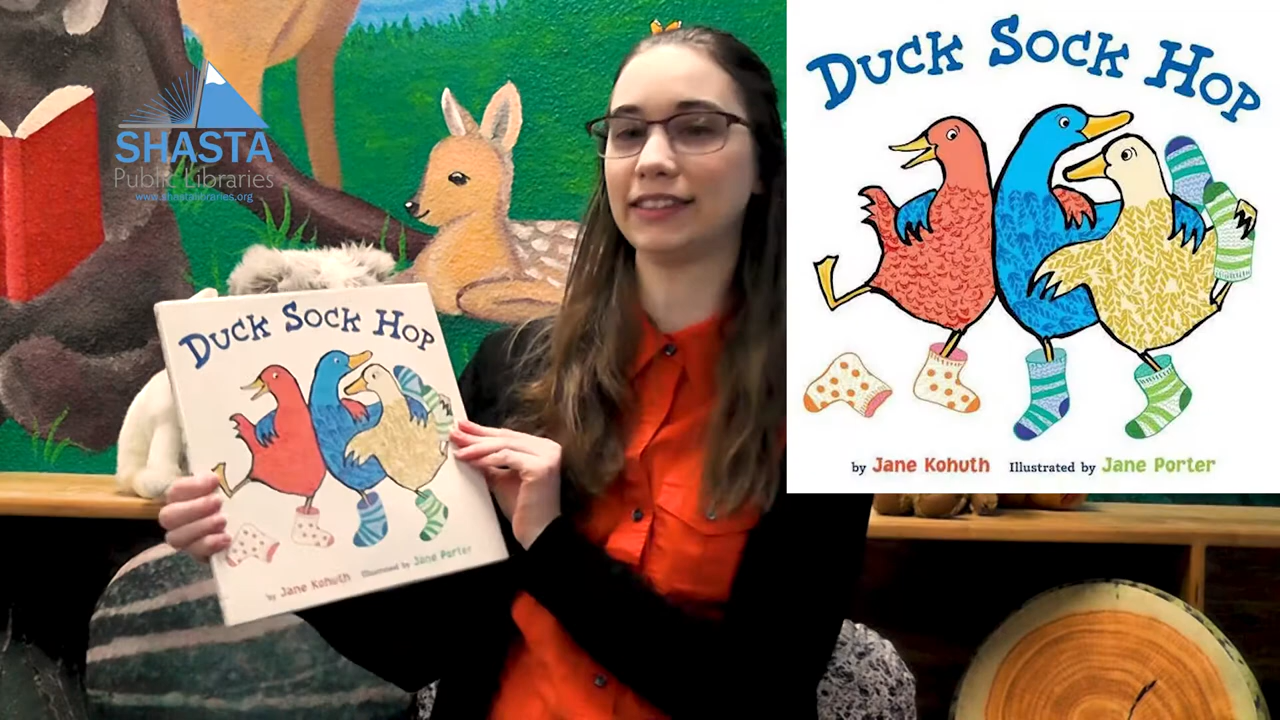 SHASTA
Public Libraries
www.shastalibraries.org
DUCK SOCK HOP
by Jane Kohuth Illustrated by Jane Porter
DUCK SOCK HOP
by Jane Kohuth Illustrated by Jane Porter